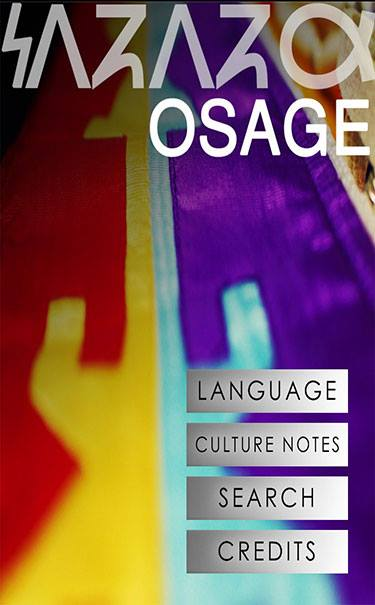 𐓏𐒰𐓓𐒰𐓓𐒷
OSAGE
LANGUAGE
CULTURE NOTES
SEARCH
CREDITS